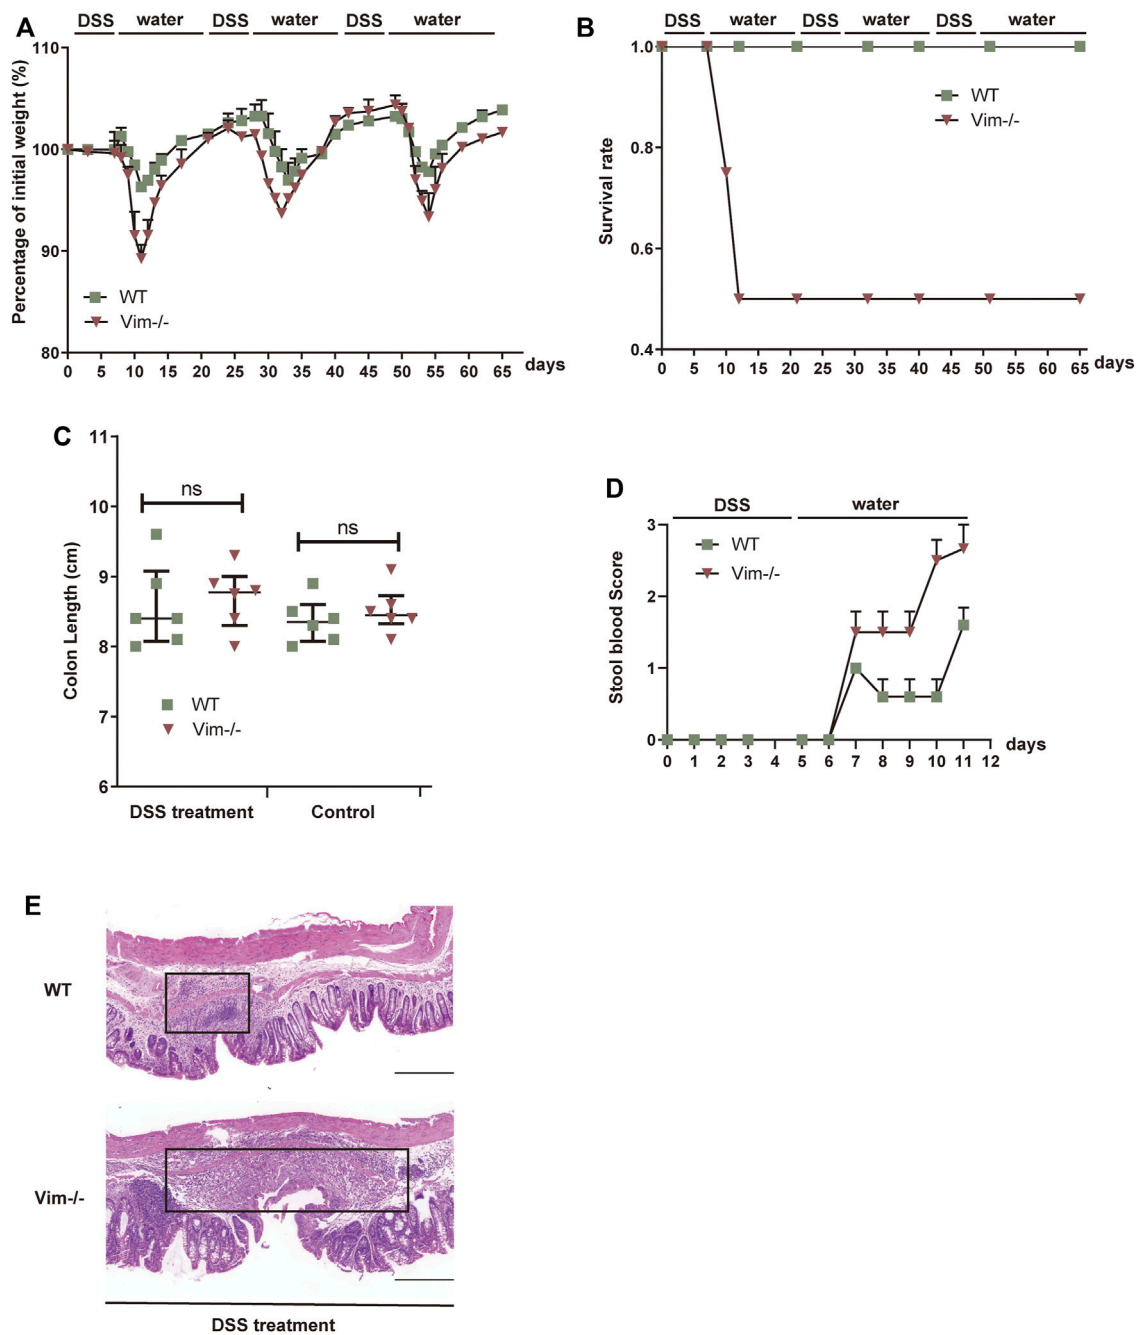 A
DSS water DSS water DSS water
Percentage of initial weight (%)
110
100
90
80
WT
Vim-/-
0 5 10 15 20 25 30 35 40 45 50 55 60 65 days
B
DSS water DSS water DSS water
Survival rate
1.0
0.8
0.6
0.4
WT
Vim-/-
0 5 10 15 20 25 30 35 40 45 50 55 60 65 days
C
Colon Length (cm)
11
10
9
8
7
6
ns
ns
WT
Vim-/-
DSS treatment Control
D
DSS water
Stool blood Score
3
2
1
0
WT
Vim-/-
0 1 2 3 4 5 6 7 8 9 10 11 12 days
E
WT
Vim-/-
DSS treatment